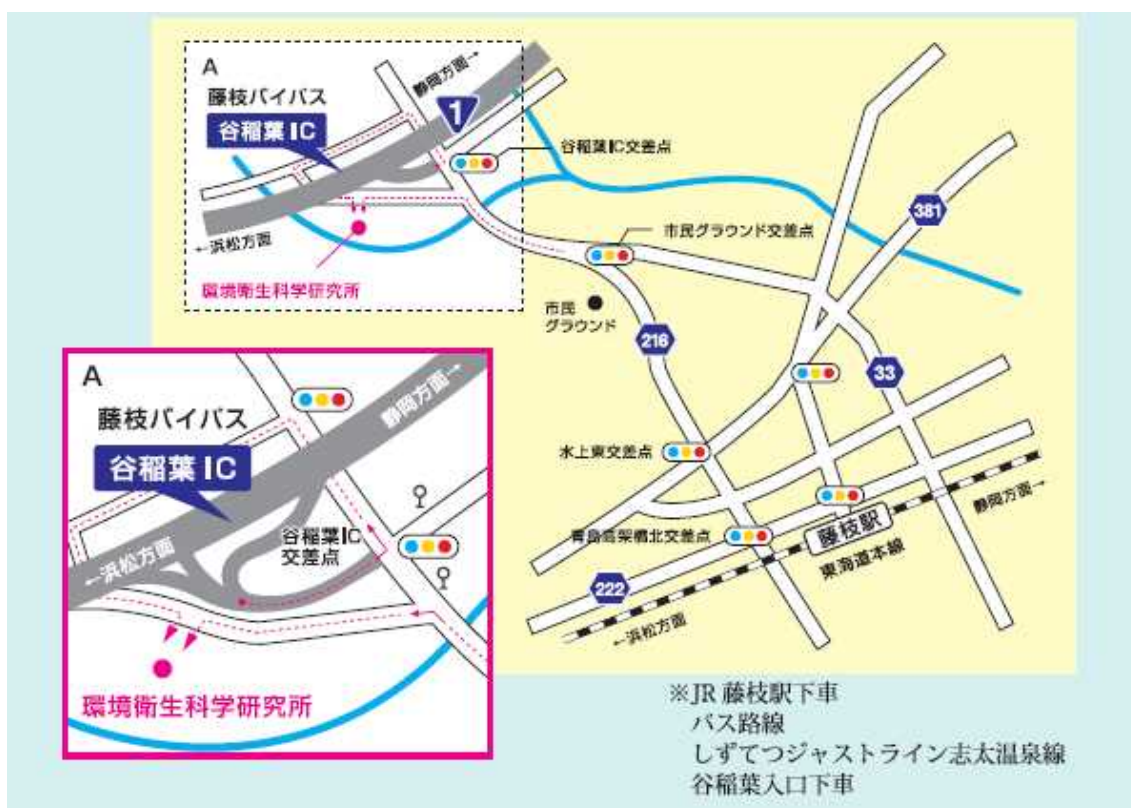 A
藤枝バイパス
谷稲葉IC
静岡方面→
1
谷稲葉IC交差点
←浜松方面
環境衛生科学研究所
市民グラウンド交差点
381
市民
グラウンド
216
33
水上東交差点
青島高架橋北交差点
藤枝駅
静岡方面→
東海道本線
222
←浜松方面
A
藤枝バイパス
静岡方面→
谷稲葉IC
谷稲葉IC
交差点
←浜松方面
環境衛生科学研究所
※JR 藤枝駅下車
バス路線
しずてつジャストライン志太温泉線
谷稲葉入口下車